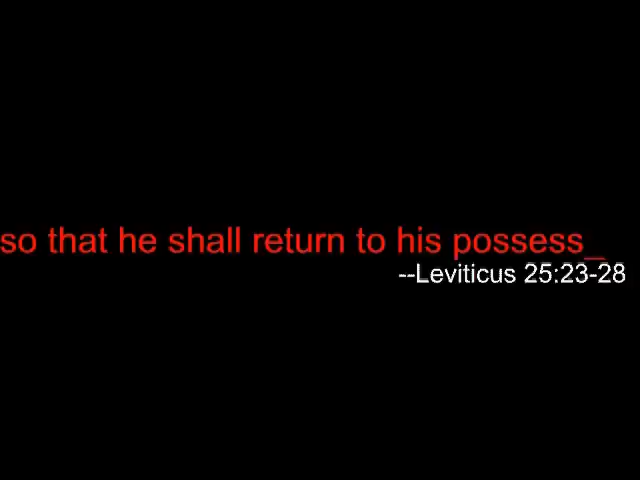 so that he shall return to his possess_
--Leviticus 25:23-28